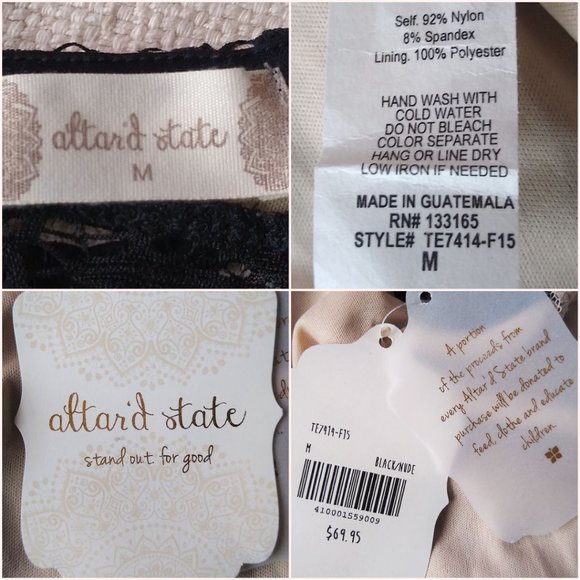 altar'd state
M
Self. 92% Nylon
8% Spandex
Lining. 100% Polyester
HAND WASH WITH
COLD WATER
DO NOT BLEACH
COLOR SEPARATE
HANG OR LINE DRY
LOW IRON IF NEEDED
MADE IN GUATEMALA
RN# 133165
STYLE# TE7414-F15
M
altar'd state
stand out. for good
TE7414-F15
M
BLACK/NUDE
410001559009
$69.95
A portion
of the proceeds from
every Altar'd State brand
purchase will be donated to
feed, clothe and educate
children.